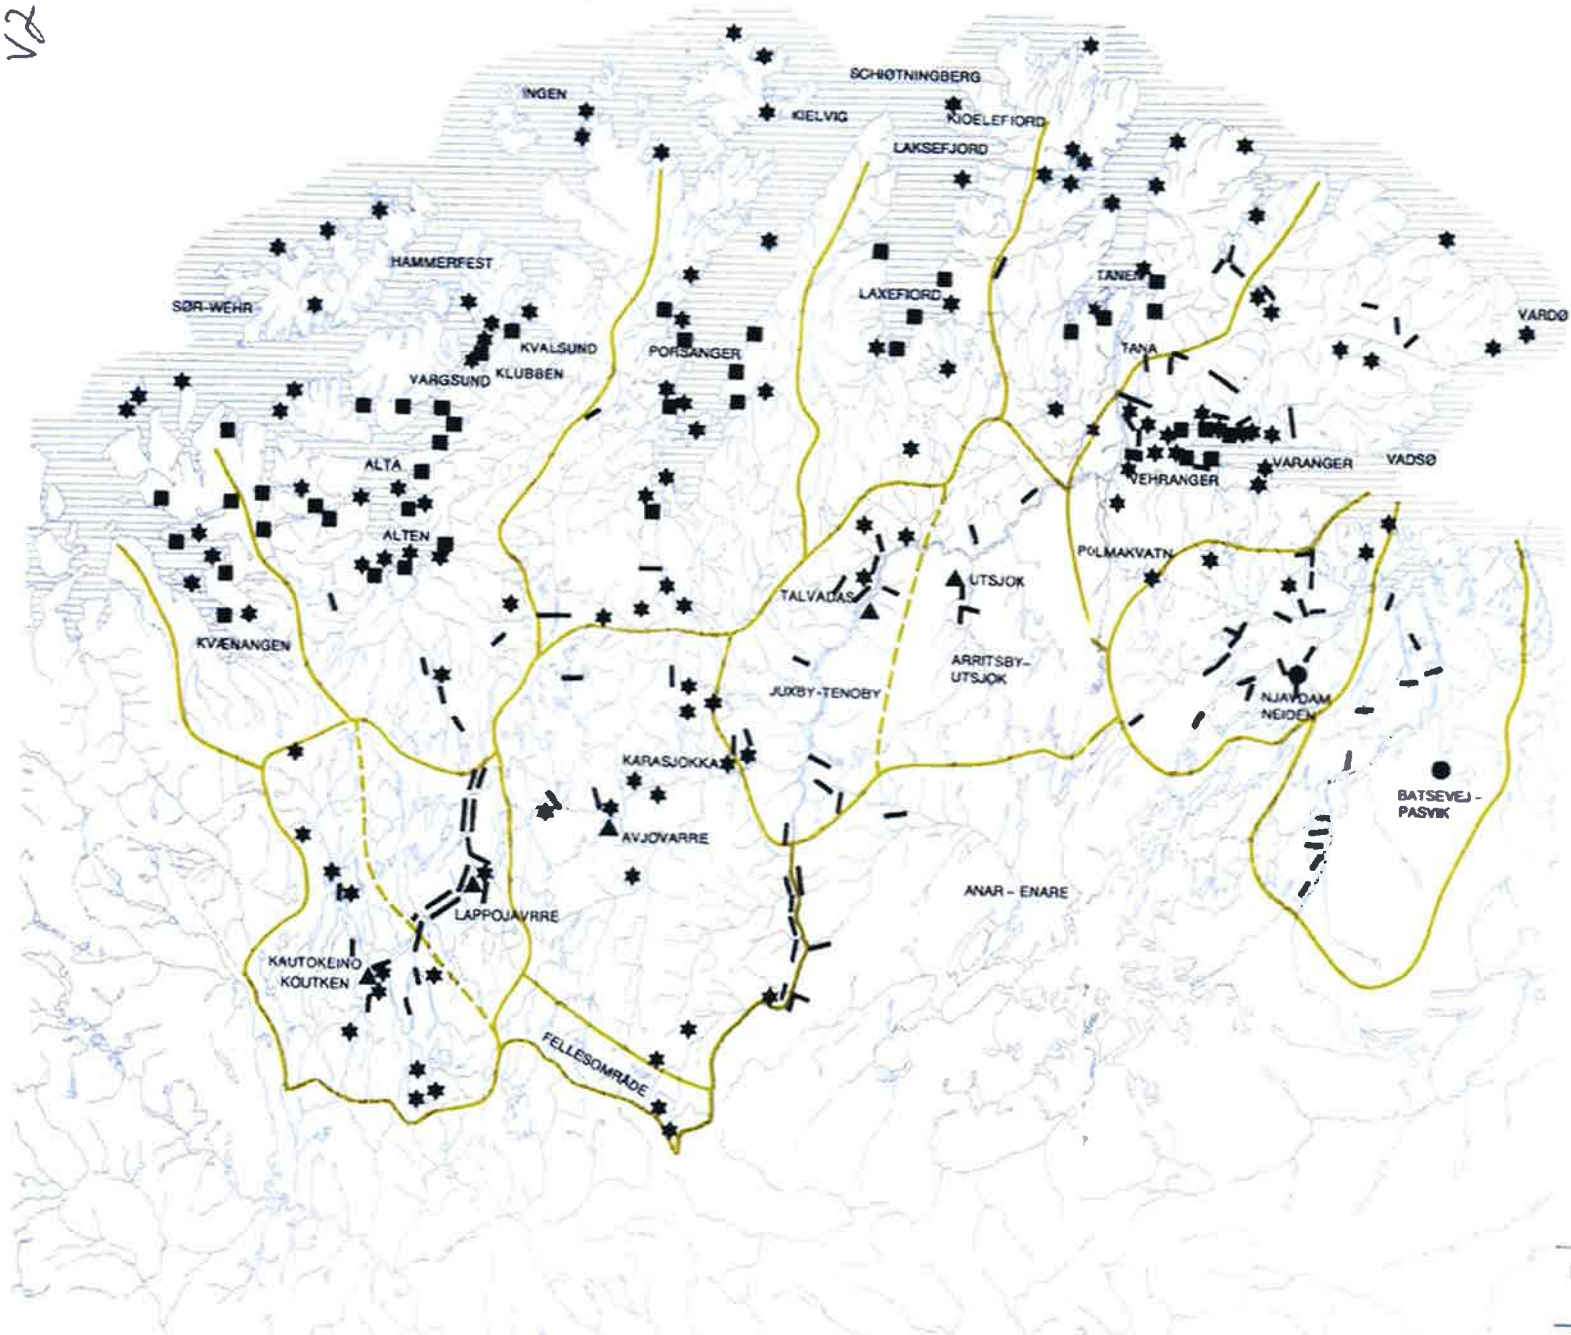 V2
SCHIØTNINGBERG
INGEN
KIELVIG
KIOELEFIORD
LAKSEFJORD
HAMMERFEST
TANEN
LAXEFIORD
SØR-WEHR
VARDØ
KVALSUND
PORSANGER
TANA
KLUBBEN
VARGSUND
ALTA
VARANGER
VADSØ
VEHRANGER
ALTEN
POLMAKVATN
UTSJOK
TALVADAS
KVÆNANGEN
ARRITSBY-
UTSJOK
JUXBY-TENOBY
NJAVDAM
NEIDEN
KARASJOKKA
BATSEVEJ-
PASVIK
AVJOVARRE
ANAR - ENARE
LAPPOJAVRRE
KAUTOKEINO
KOUTKEN
FELLESOMRÅDE